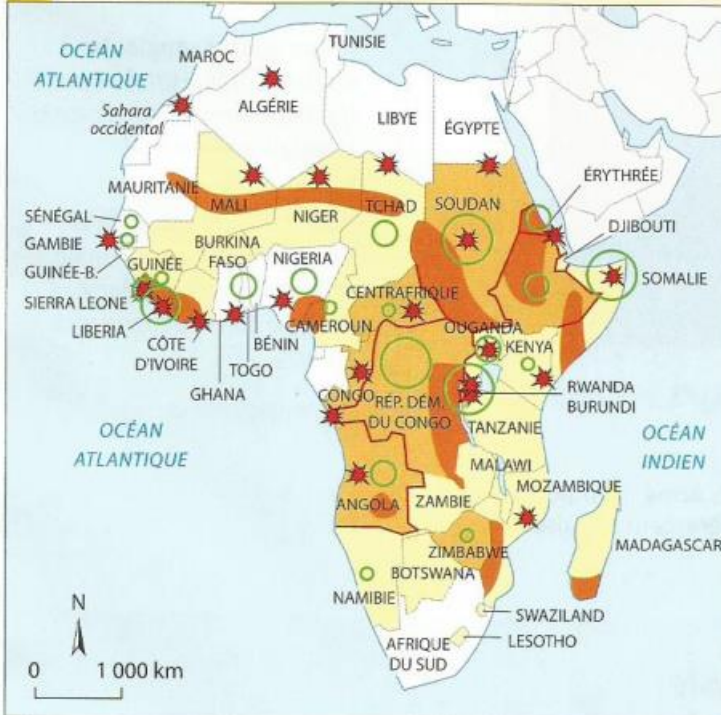 TUNISIE
OCÉAN
ATLANTIQUE
MAROC
ALGÉRIE
Sahara
occidental
LIBYE
ÉGYPTE
MAURITANIE
MALI
NIGER
TCHAD
SOUDAN
ÉRYTHRÉE
DJIBOUTI
SÉNÉGAL
GAMBIE
GUINÉE-B.
GUINÉE
BURKINA
FASO
NIGERIA
SOMALIE
SIERRA LEONE
LIBERIA
CÔTE
D'IVOIRE
GHANA
TOGO
BÉNIN
CAMEROUN
CENTRAFRIQUE
OUGANDA
KENYA
CONGO
RÉP. DÉM.
DU CONGO
RWANDA
BURUNDI
TANZANIE
OCÉAN
ATLANTIQUE
OCÉAN
INDIEN
MALAWI
ANGOLA
ZAMBIE
MOZAMBIQUE
MADAGASCAR
ZIMBABWE
BOTSWANA
NAMIBIE
SWAZILAND
LESOTHO
AFRIQUE
DU SUD
N
0 1 000 km